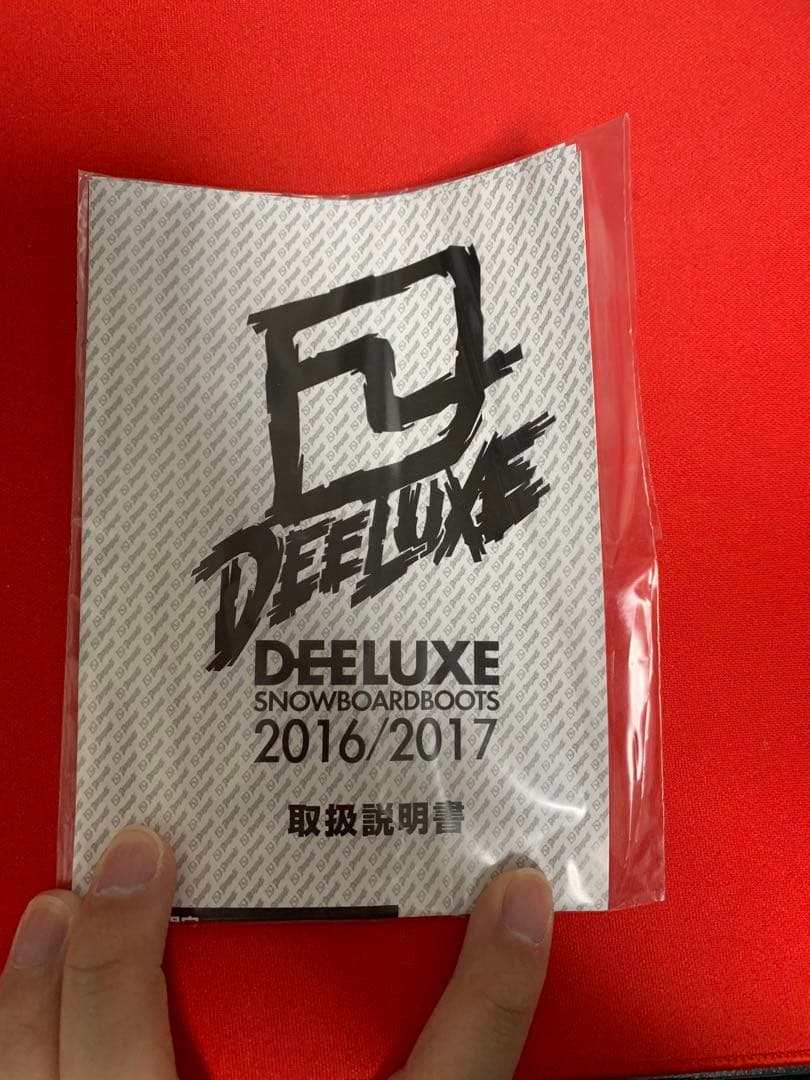 DEELUXE
DEELUXE
SNOWBOARDBOOTS
2016/2017
取扱説明書